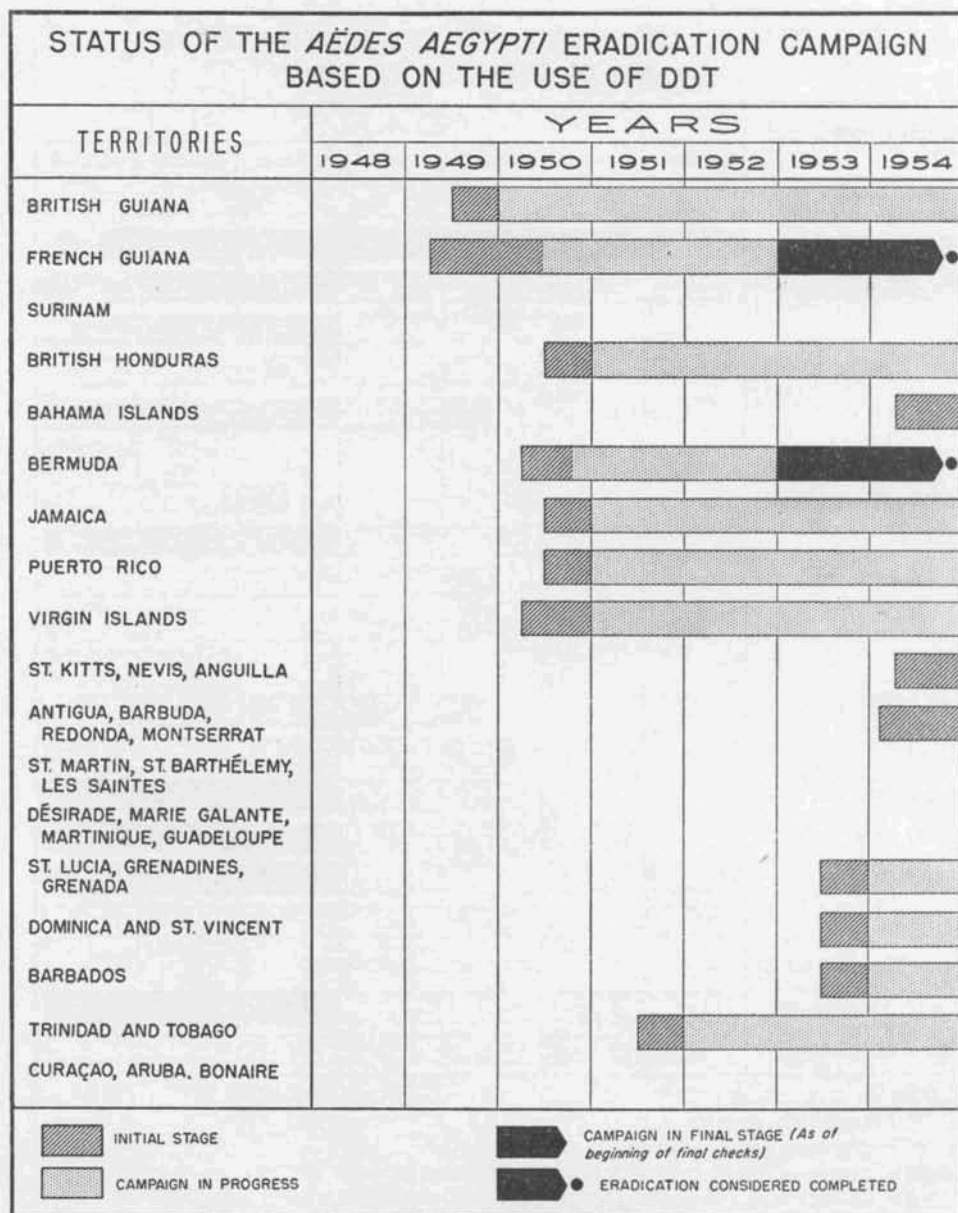 STATUS OF THE AËDES AEGYPTI ERADICATION CAMPAIGN
BASED ON THE USE OF DDT
TERRITORIES
YEARS
1948 1949 1950 1951 1952 1953 1954
BRITISH GUIANA
FRENCH GUIANA
SURINAM
BRITISH HONDURAS
BAHAMA ISLANDS
BERMUDA
JAMAICA
PUERTO RICO
VIRGIN ISLANDS
ST. KITTS, NEVIS, ANGUILLA
ANTIGUA, BARBUDA,
REDONDA, MONTSERRAT
ST. MARTIN, ST. BARTHÉLEMY,
LES SAINTES
DÉSIRADE, MARIE GALANTE,
MARTINIQUE, GUADELOUPE
ST. LUCIA, GRENADINES,
GRENADA
DOMINICA AND ST. VINCENT
BARBADOS
TRINIDAD AND TOBAGO
CURAÇAO, ARUBA, BONAIRE
INITIAL STAGE
CAMPAIGN IN PROGRESS
CAMPAIGN IN FINAL STAGE (As of
beginning of final checks)
ERADICATION CONSIDERED COMPLETED